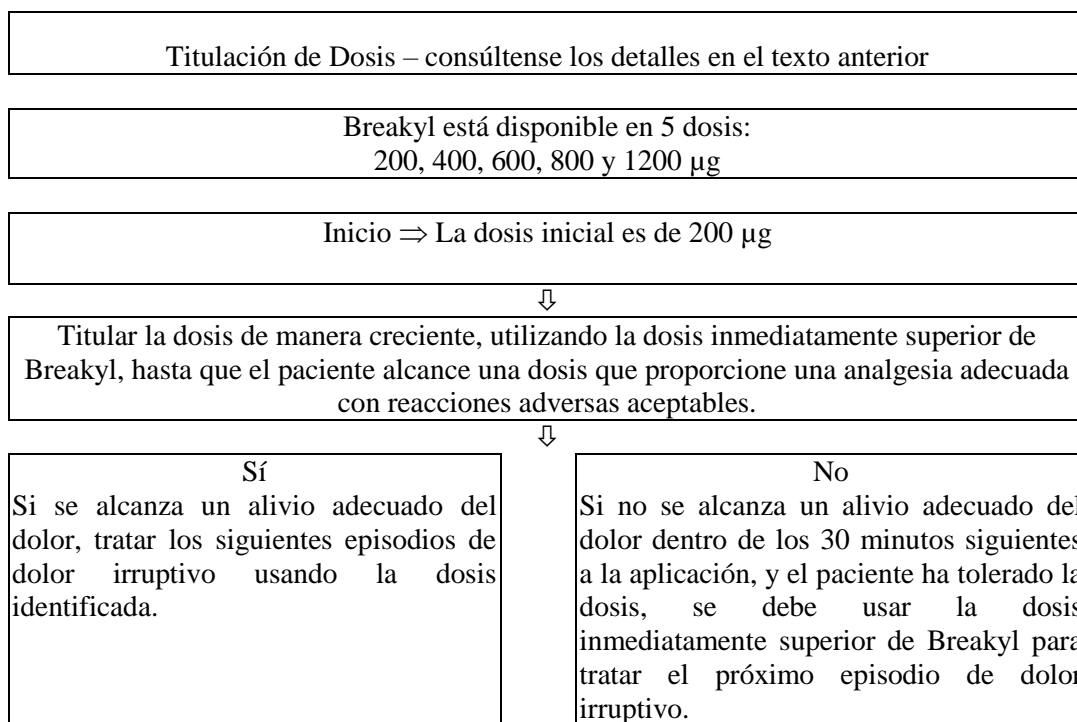 Titulación de Dosis – consúltense los detalles en el texto anterior
Breakyl está disponible en 5 dosis:
200, 400, 600, 800 y 1200 µg
Inicio ⇒ La dosis inicial es de 200 µg
⇩
Titular la dosis de manera creciente, utilizando la dosis inmediatamente superior de
Breakyl, hasta que el paciente alcance una dosis que proporcione una analgesia adecuada
con reacciones adversas aceptables.
⇩
Sí
Si se alcanza un alivio adecuado del
dolor, tratar los siguientes episodios de
dolor irruptivo usando la dosis
identificada.
No
Si no se alcanza un alivio adecuado del
dolor dentro de los 30 minutos siguientes
a la aplicación, y el paciente ha tolerado la
dosis, se debe usar la dosis
inmediatamente superior de Breakyl para
tratar el próximo episodio de dolor
irruptivo.